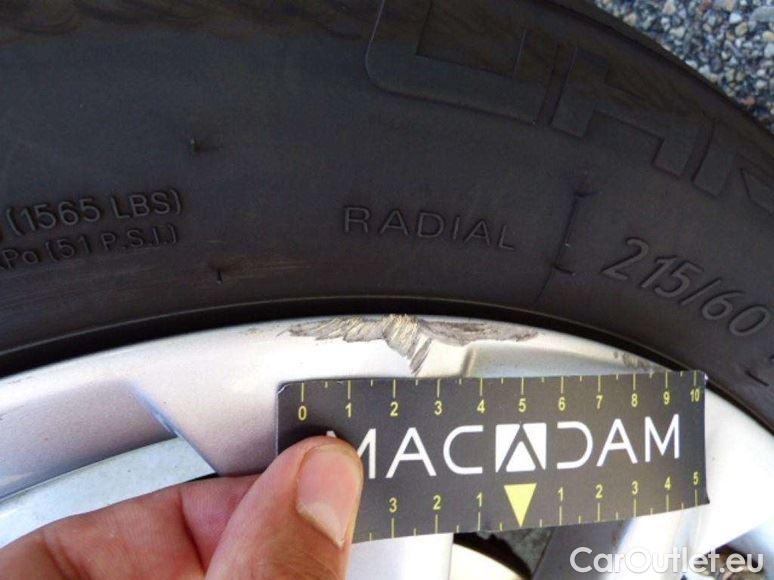 (1565 LBS)
(51 P.S.I.)
RADIAL
215/60
0 1 2 3 4 5 6 7 8 9 10
MACADAM
3 2 1 1 2 3 4 5
CarOutlet.eu